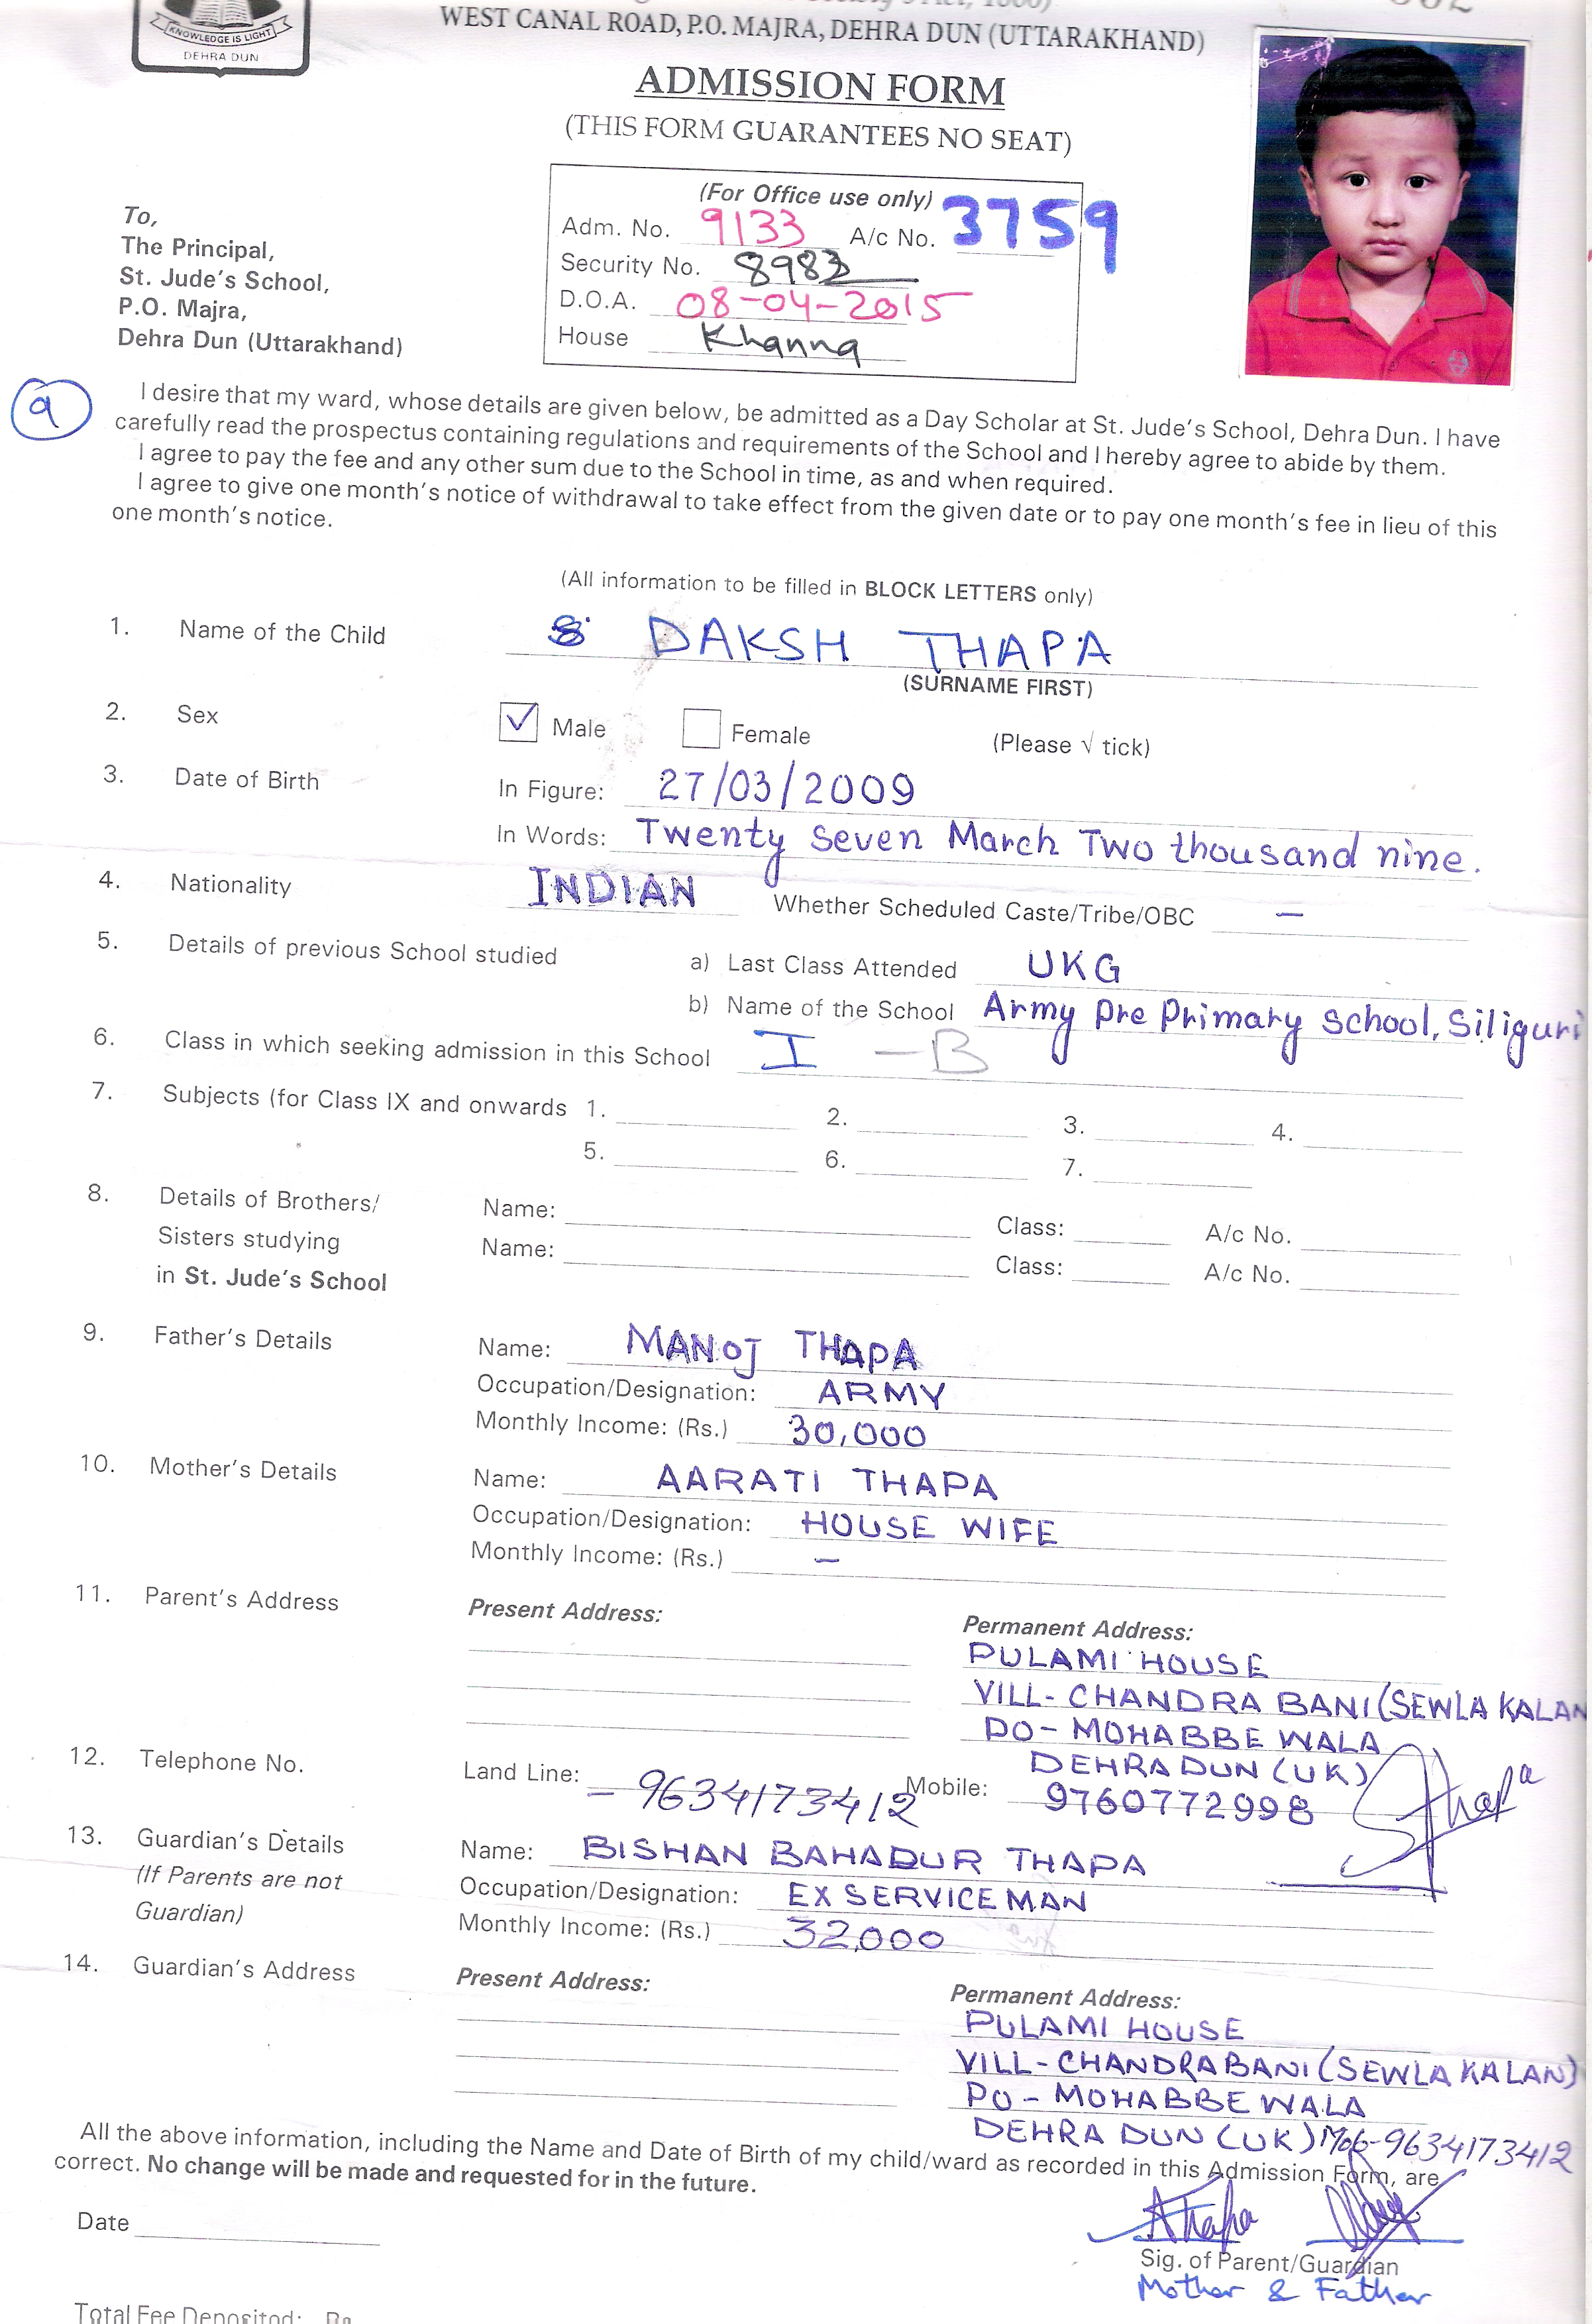 KNOWLEDGE IS LIGHT
DEHRA DUN
WEST CANAL ROAD, P.O. MAJRA, DEHRA DUN (UTTARAKHAND)
ADMISSION FORM
(THIS FORM GUARANTEES NO SEAT)
(For Office use only)
Adm. No. 9133 A/c No. 3759
Security No.
D.O.A. 08-04-2015
House Khanna
To,
The Principal,
St. Jude's School,
P.O. Majra,
Dehra Dun (Uttarakhand)
I desire that my ward, whose details are given below, be admitted as a Day Scholar at St. Jude's School, Dehra Dun. I have
carefully read the prospectus containing regulations and requirements of the School and I hereby agree to abide by them.
I agree to pay the fee and any other sum due to the School in time, as and when required.
I agree to give one month's notice of withdrawal to take effect from the given date or to pay one month's fee in lieu of this
one month's notice.
(All information to be filled in BLOCK LETTERS only)
1. Name of the Child DAKSH THAPA
(SURNAME FIRST)
2. Sex ✓ Male Female (Please √ tick)
3. Date of Birth In Figure: 27/03/2009
In Words: Twenty Seven March Two thousand nine.
4. Nationality INDIAN Whether Scheduled Caste/Tribe/OBC –
5. Details of previous School studied a) Last Class Attended UKG
b) Name of the School Army Pre Primary School, Siliguri
6. Class in which seeking admission in this School I – B
7. Subjects (for Class IX and onwards 1. 2. 3. 4.
5. 6. 7.
8. Details of Brothers/ Name: Class: A/c No.
Sisters studying Name: Class: A/c No.
in St. Jude's School
9. Father's Details Name: MANOJ THAPA
Occupation/Designation: ARMY
Monthly Income: (Rs.) 30,000
10. Mother's Details Name: AARATI THAPA
Occupation/Designation: HOUSE WIFE
Monthly Income: (Rs.) –
11. Parent's Address Present Address: Permanent Address:
PULAMI HOUSE
VILL- CHANDRA BANI (SEWLA KALAN
PO - MOHABBE WALA
DEHRA DUN (UK)
12. Telephone No. Land Line: – 9634173412 Mobile: 9760772998
Thapa
13. Guardian's Details Name: BISHAN BAHADUR THAPA
(If Parents are not Occupation/Designation: EX SERVICE MAN
Guardian) Monthly Income: (Rs.) 32,000
14. Guardian's Address Present Address: Permanent Address:
PULAMI HOUSE
VILL- CHANDRABANI (SEWLA KALAN)
PO - MOHABBE WALA
DEHRA DUN (UK) Mob- 9634173412
All the above information, including the Name and Date of Birth of my child/ward as recorded in this Admission Form, are
correct. No change will be made and requested for in the future.
Date
AThapa
Sig. of Parent/Guardian
Mother & Father
Total Fee Deposited: Rs